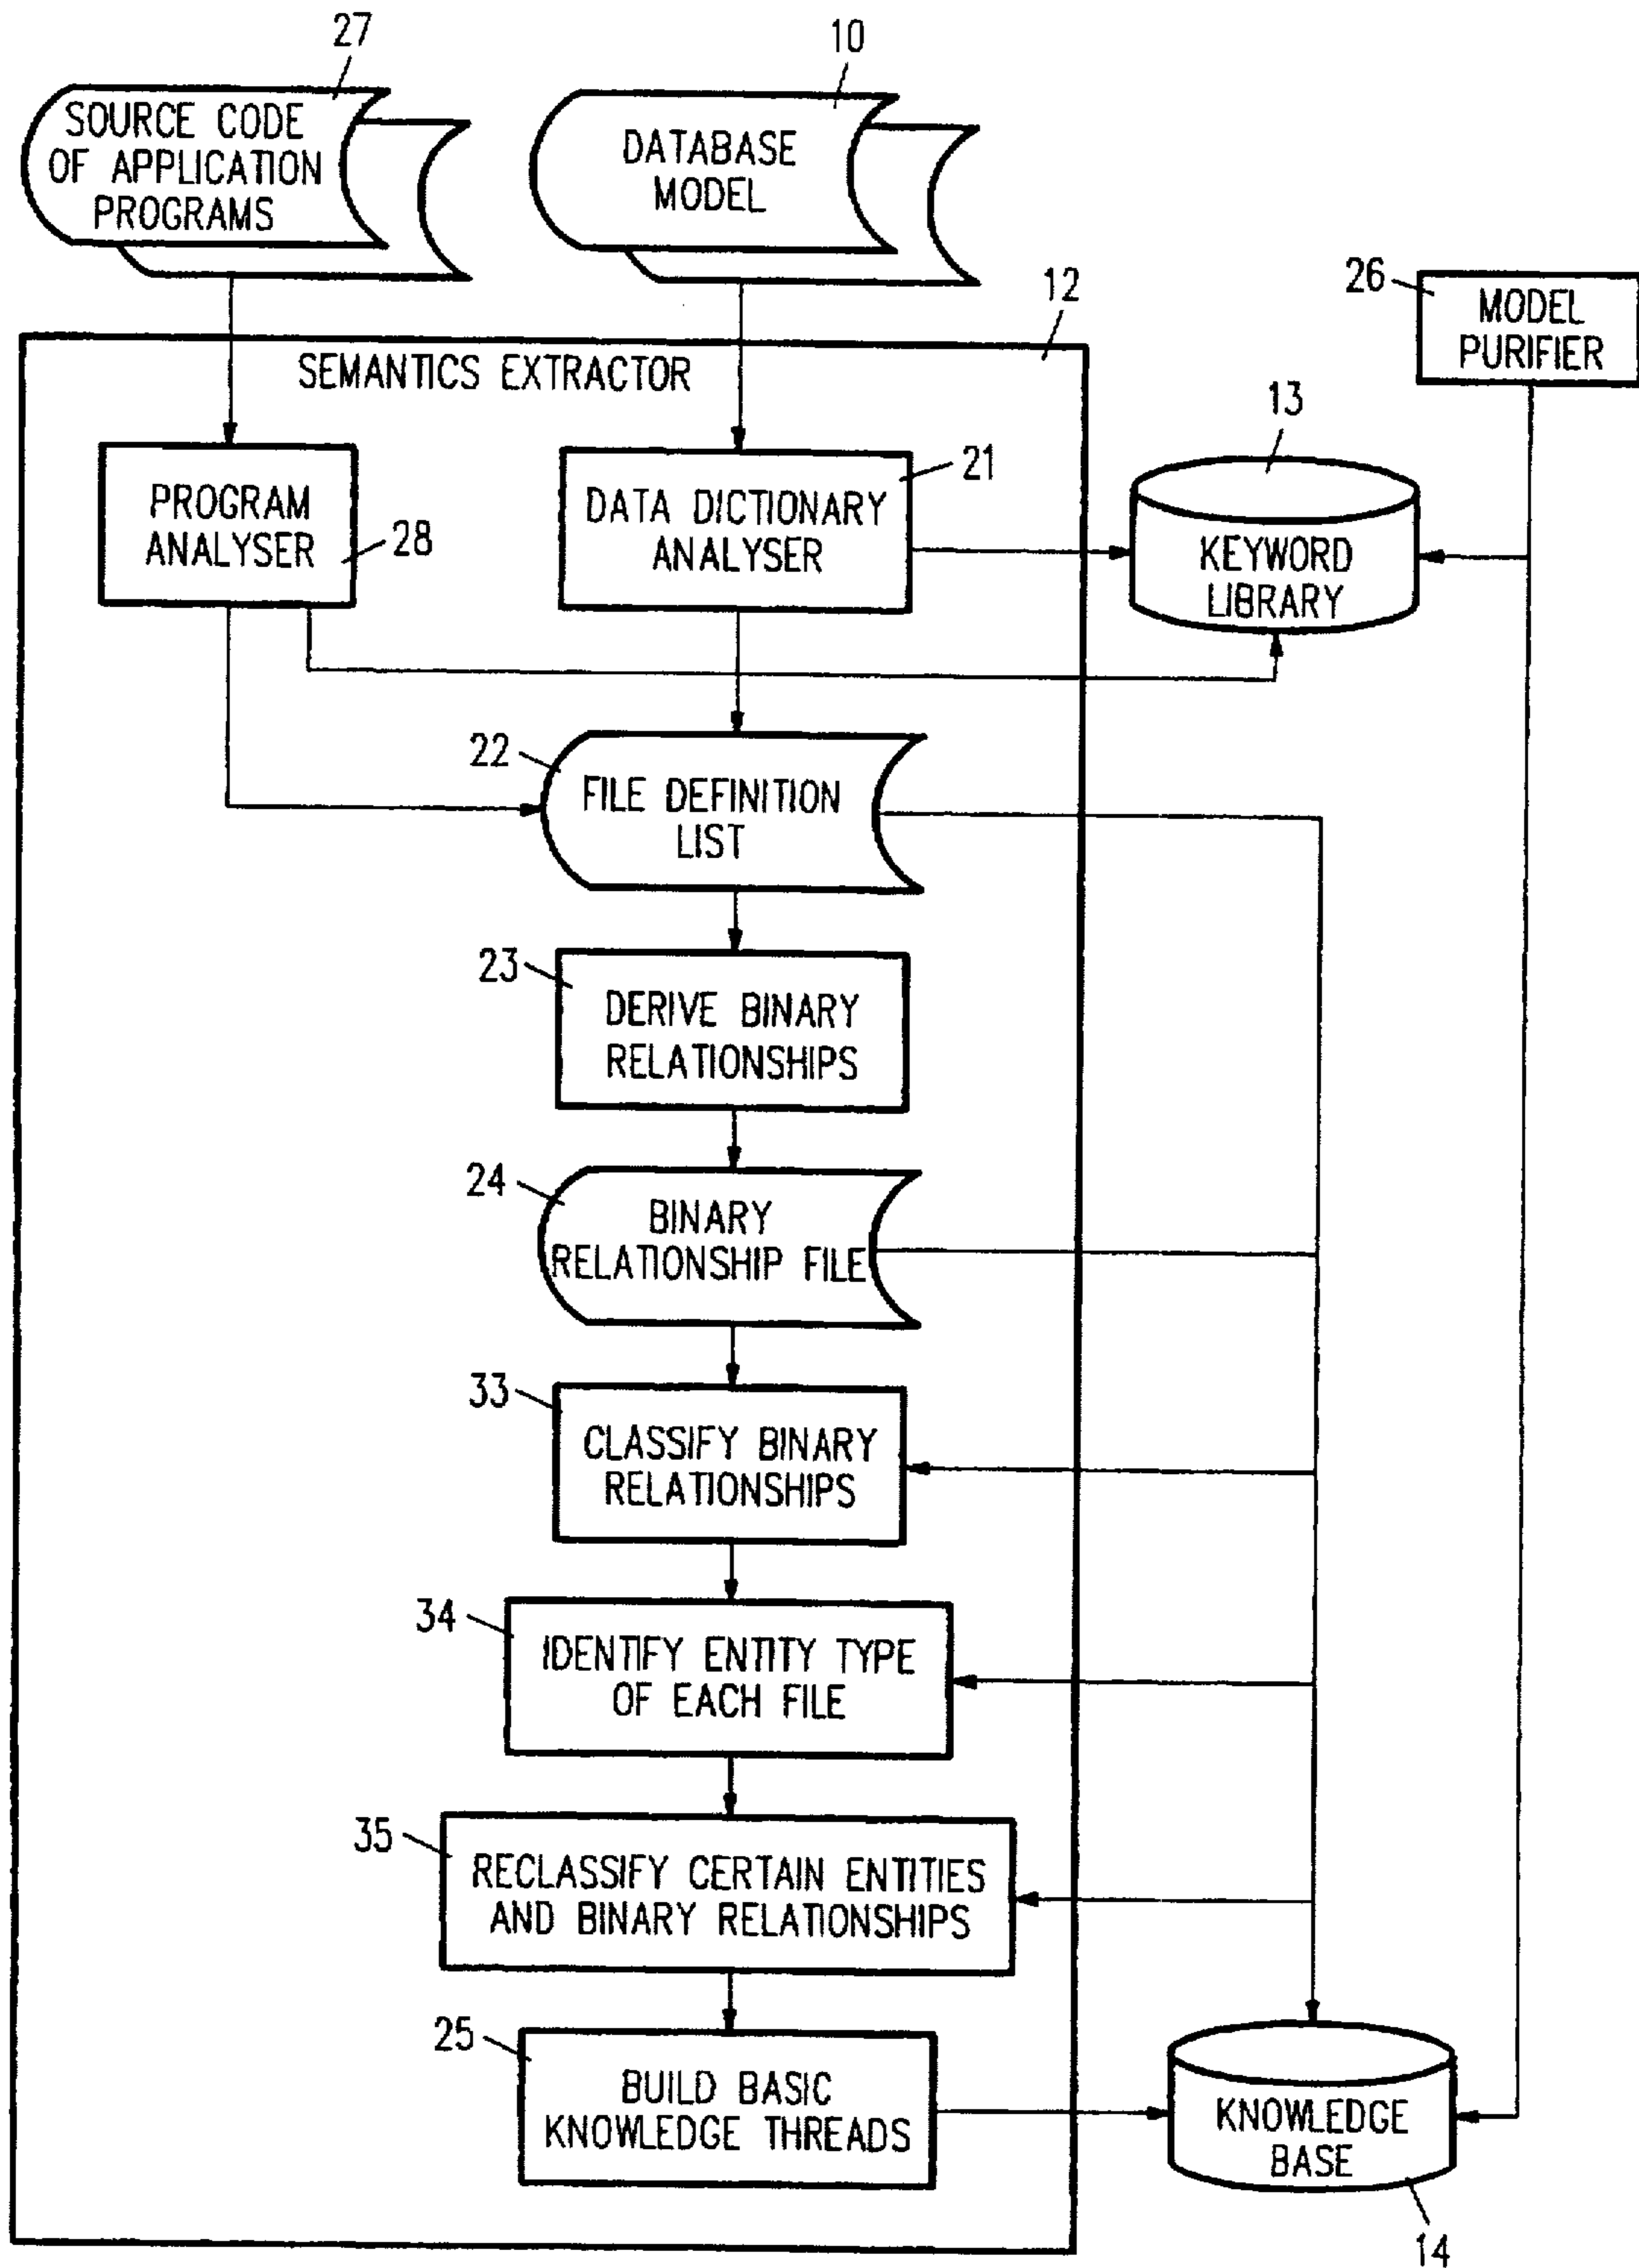 27
10
SOURCE CODE
OF APPLICATION
PROGRAMS
DATABASE
MODEL
12
26
MODEL
PURIFIER
SEMANTICS EXTRACTOR
13
PROGRAM
ANALYSER
28
DATA DICTIONARY
ANALYSER
21
KEYWORD
LIBRARY
22
FILE DEFINITION
LIST
23
DERIVE BINARY
RELATIONSHIPS
24
BINARY
RELATIONSHIP FILE
33
CLASSIFY BINARY
RELATIONSHIPS
34
IDENTIFY ENTITY TYPE
OF EACH FILE
35
RECLASSIFY CERTAIN ENTITIES
AND BINARY RELATIONSHIPS
25
BUILD BASIC
KNOWLEDGE THREADS
KNOWLEDGE
BASE
14